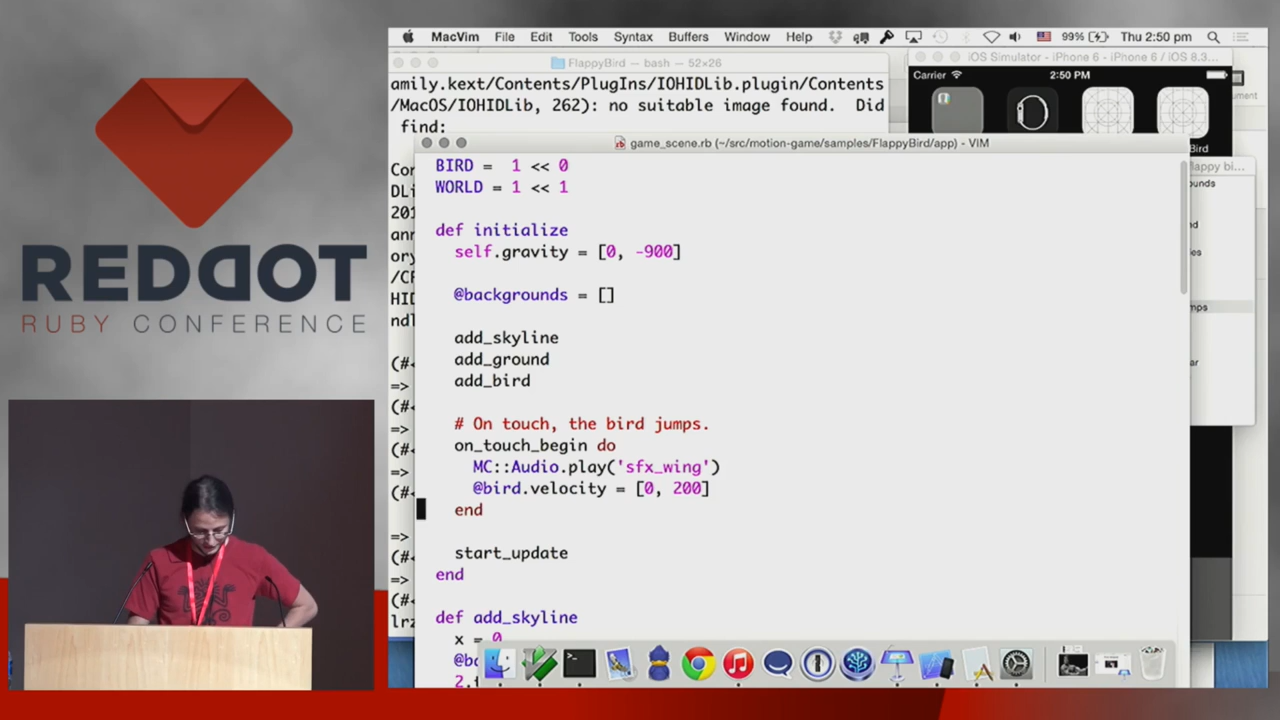 REDDOT
RUBY CONFERENCE
MacVim File Edit Tools Syntax Buffers Window Help 99% Thu 2:50 pm
FlappyBird — bash — 52×26
iOS Simulator - iPhone 6 - iPhone 6 / iOS 8.3...
Carrier 2:50 PM
amily.kext/Contents/PlugIns/IOHIDLib.plugin/Contents
/MacOS/IOHIDLib, 262): no suitable image found. Did
find:
game_scene.rb (~/src/motion-game/samples/FlappyBird/app) - VIM
BIRD = 1 << 0
WORLD = 1 << 1
def initialize
self.gravity = [0, -900]
@backgrounds = []
add_skyline
add_ground
add_bird
# On touch, the bird jumps.
on_touch_begin do
MC::Audio.play('sfx_wing')
@bird.velocity = [0, 200]
end
start_update
end
def add_skyline
x = 0